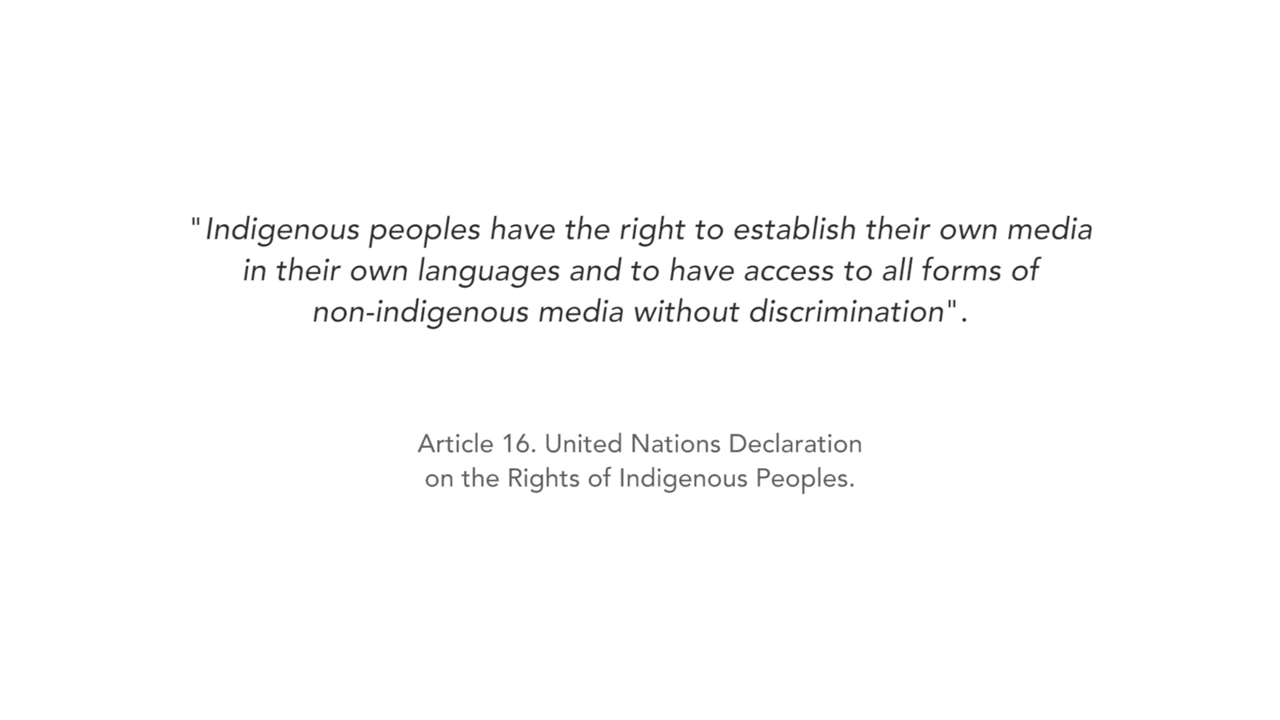 "Indigenous peoples have the right to establish their own media
in their own languages and to have access to all forms of
non-indigenous media without discrimination".
Article 16. United Nations Declaration
on the Rights of Indigenous Peoples.